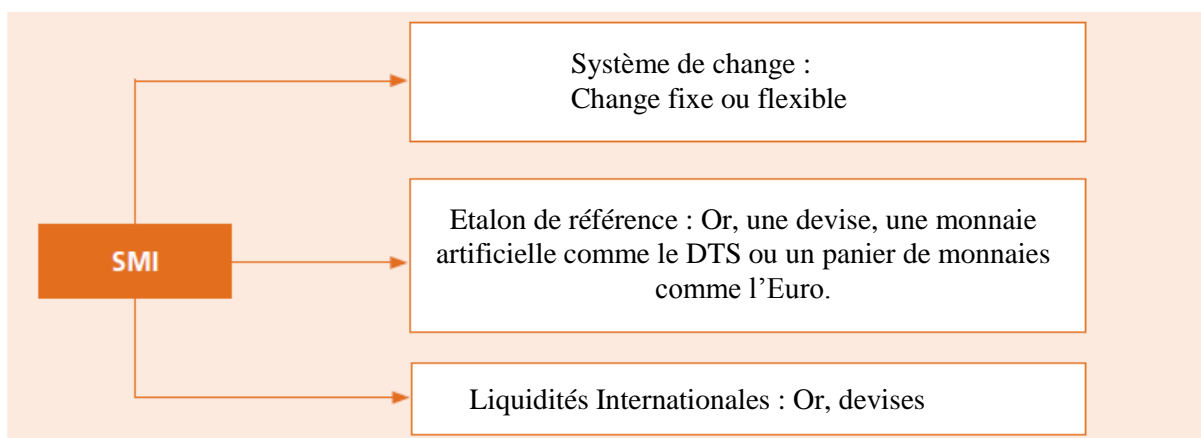 Système de change :
Change fixe ou flexible
SMI
Etalon de référence : Or, une devise, une monnaie
artificielle comme le DTS ou un panier de monnaies
comme l’Euro.
Liquidités Internationales : Or, devises